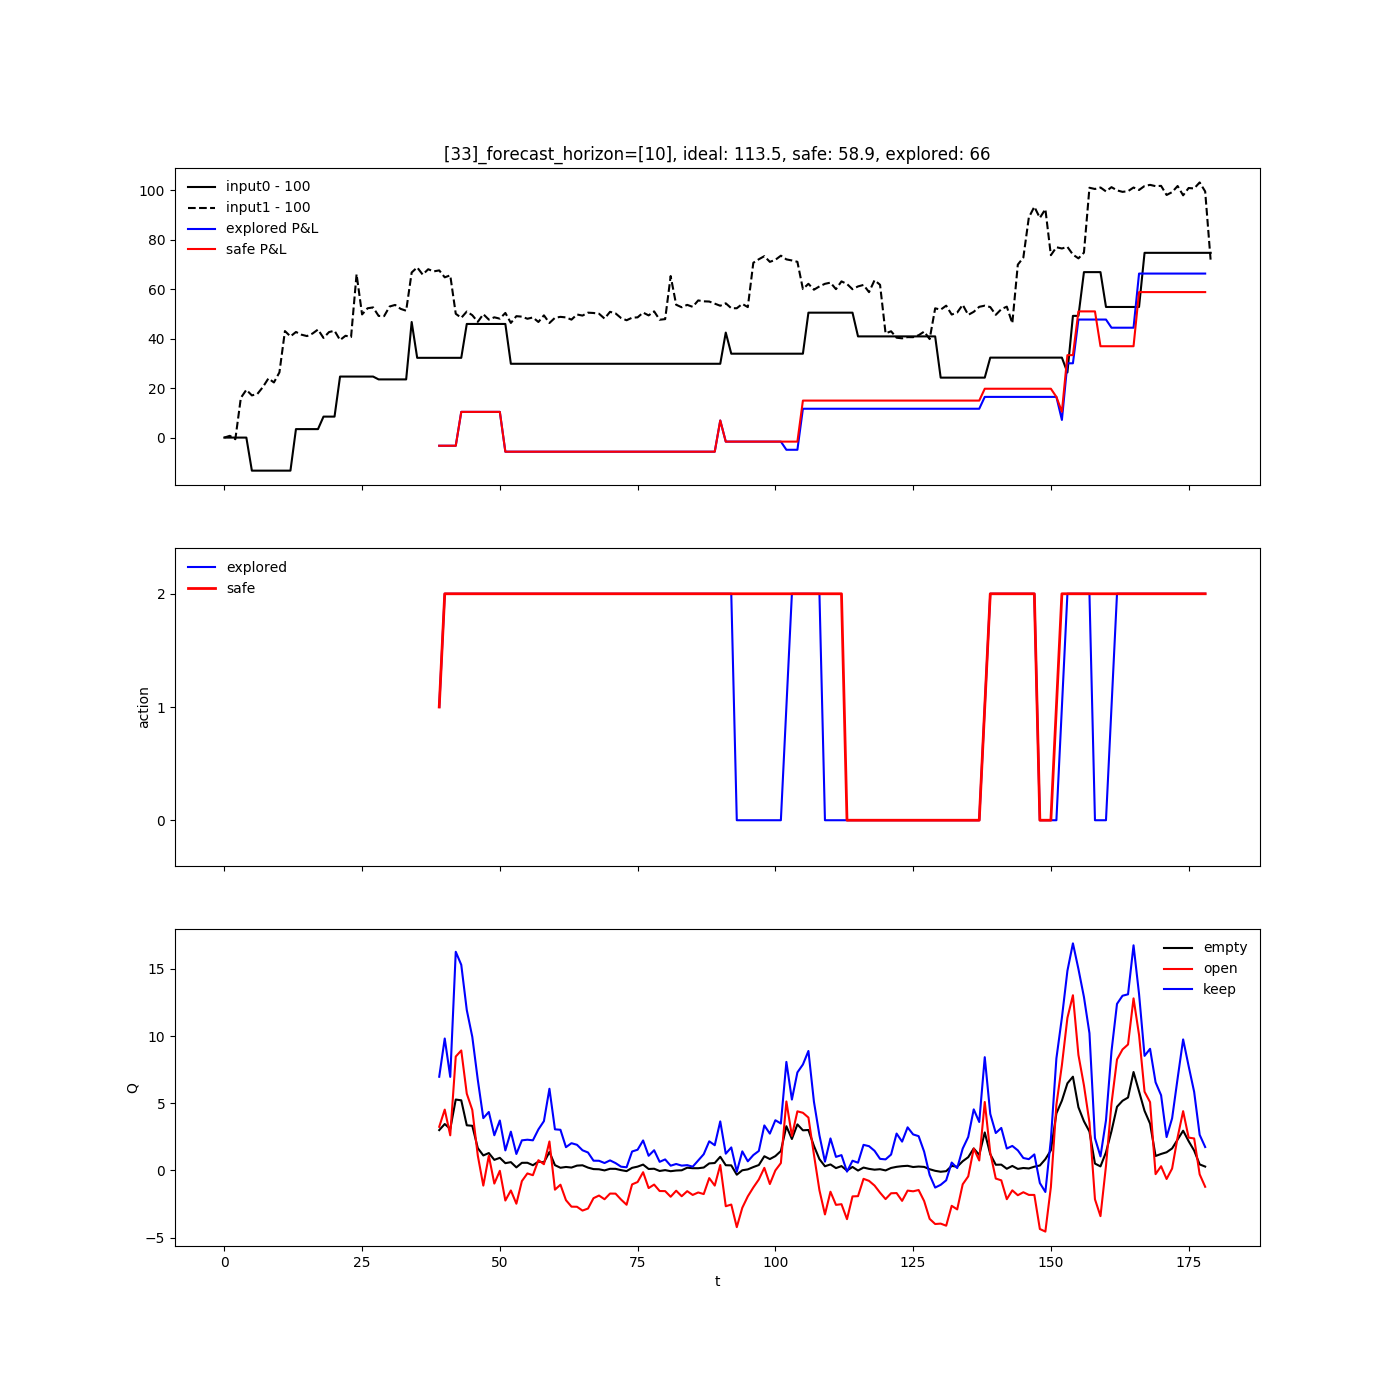 [33]_forecast_horizon=[10], ideal: 113.5, safe: 58.9, explored: 66
input0 - 100
input1 - 100
explored P&L
safe P&L
100
80
60
40
20
0
explored
safe
2
1
0
action
empty
open
keep
15
10
5
0
−5
Q
0 25 50 75 100 125 150 175
t